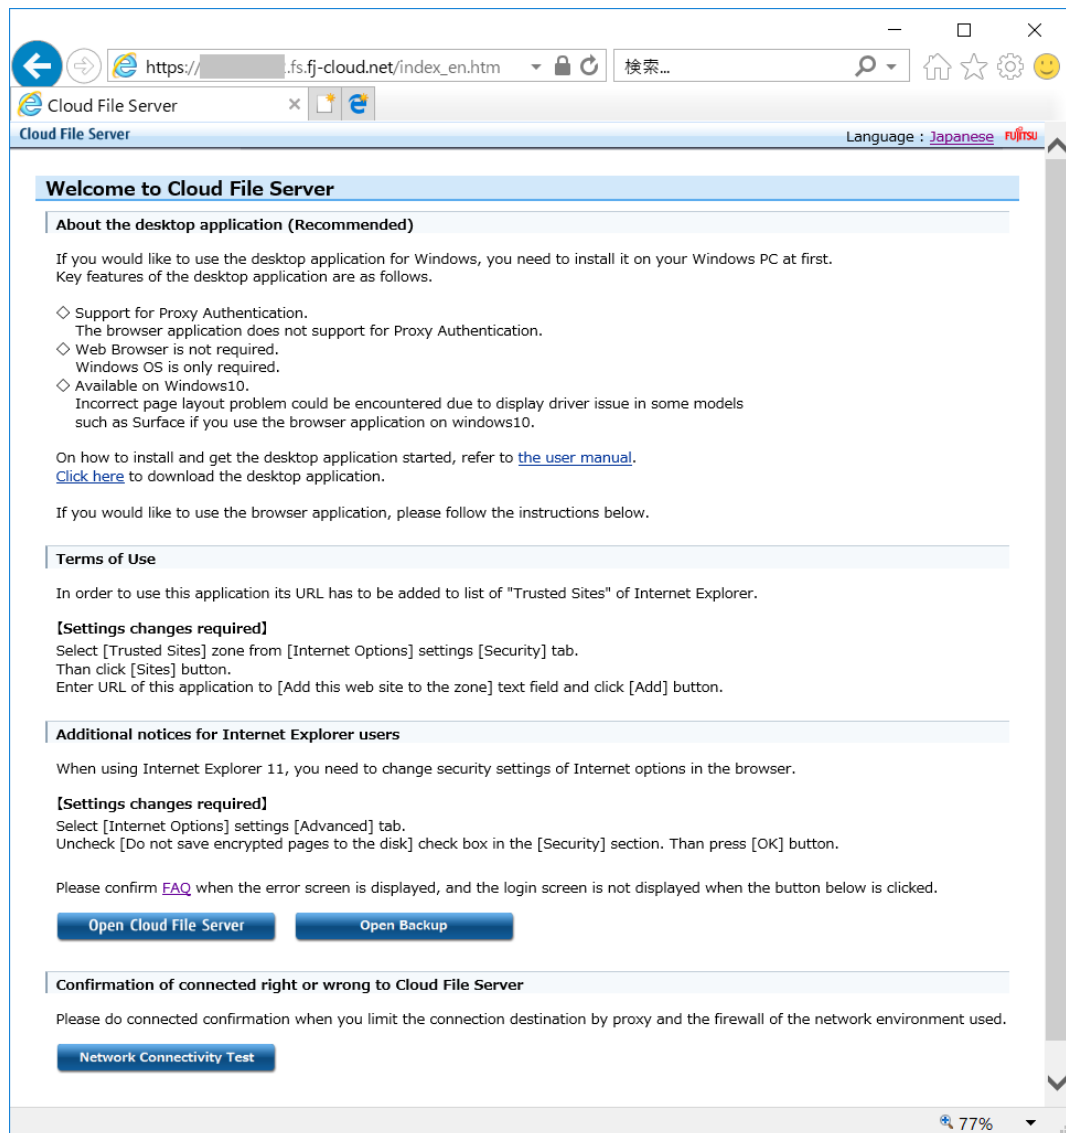 https:// .fs.fj-cloud.net/index_en.htm
検索...
Cloud File Server
Cloud File Server
Language : Japanese FUJITSU
Welcome to Cloud File Server
About the desktop application (Recommended)
If you would like to use the desktop application for Windows, you need to install it on your Windows PC at first.
Key features of the desktop application are as follows.
◇ Support for Proxy Authentication.
The browser application does not support for Proxy Authentication.
◇ Web Browser is not required.
Windows OS is only required.
◇ Available on Windows10.
Incorrect page layout problem could be encountered due to display driver issue in some models
such as Surface if you use the browser application on windows10.
On how to install and get the desktop application started, refer to the user manual.
Click here to download the desktop application.
If you would like to use the browser application, please follow the instructions below.
Terms of Use
In order to use this application its URL has to be added to list of "Trusted Sites" of Internet Explorer.
【Settings changes required】
Select [Trusted Sites] zone from [Internet Options] settings [Security] tab.
Than click [Sites] button.
Enter URL of this application to [Add this web site to the zone] text field and click [Add] button.
Additional notices for Internet Explorer users
When using Internet Explorer 11, you need to change security settings of Internet options in the browser.
【Settings changes required】
Select [Internet Options] settings [Advanced] tab.
Uncheck [Do not save encrypted pages to the disk] check box in the [Security] section. Than press [OK] button.
Please confirm FAQ when the error screen is displayed, and the login screen is not displayed when the button below is clicked.
Open Cloud File Server
Open Backup
Confirmation of connected right or wrong to Cloud File Server
Please do connected confirmation when you limit the connection destination by proxy and the firewall of the network environment used.
Network Connectivity Test
77%